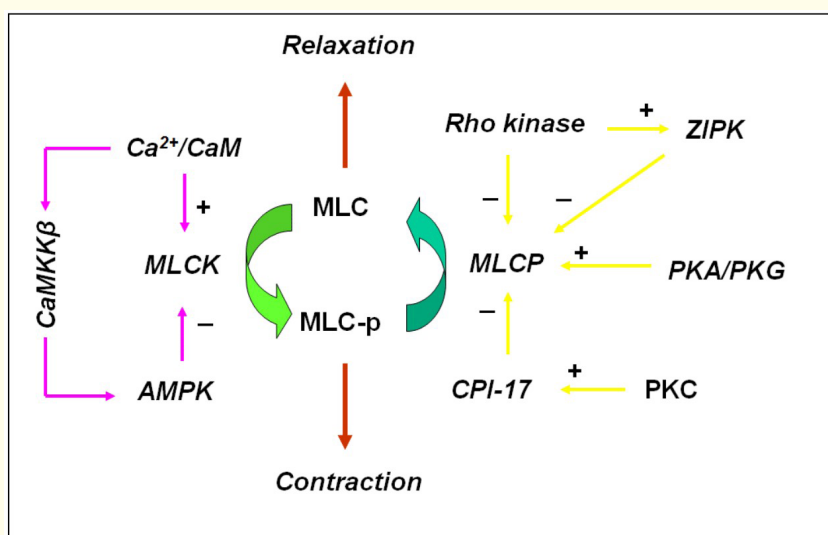 Relaxation
Rho kinase
+
ZIPK
Ca²⁺/CaM
–
–
+
MLC
CaMKKβ
MLCK
MLCP
+
PKA/PKG
–
MLC-p
–
+
AMPK
CPI-17
PKC
Contraction